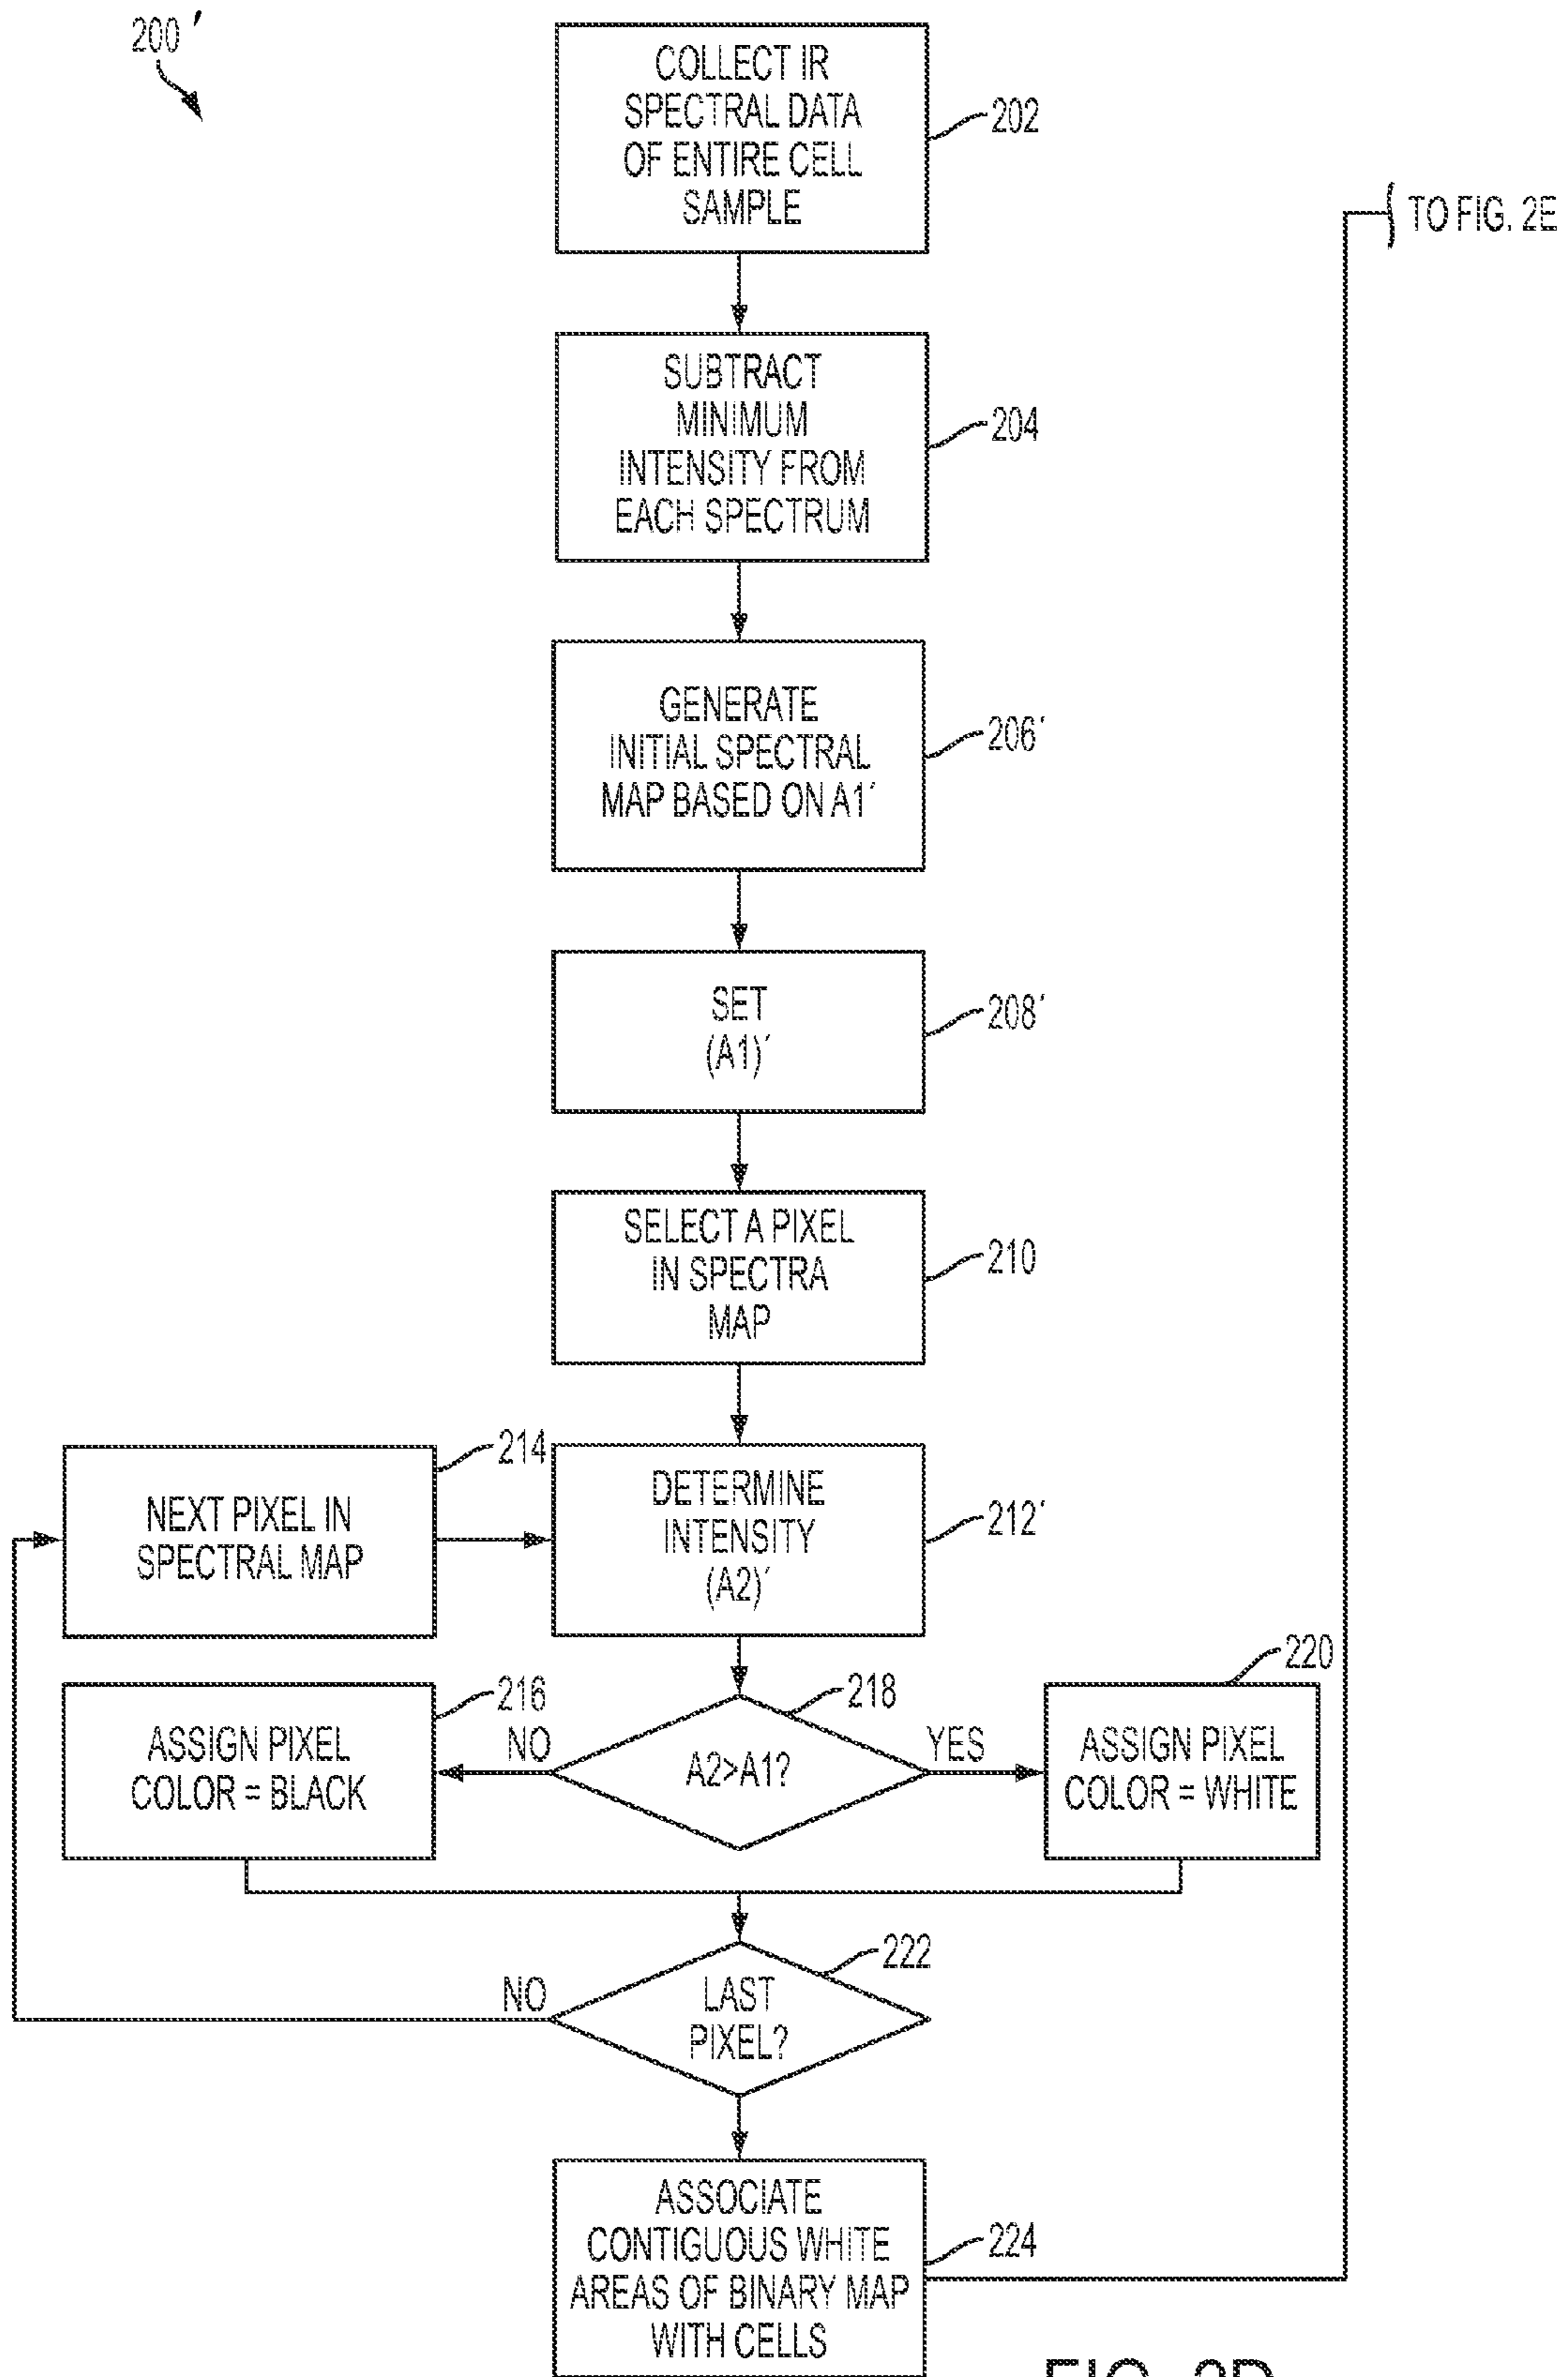 200 ′
COLLECT IR
SPECTRAL DATA
OF ENTIRE CELL
SAMPLE
202
TO FIG. 2E
SUBTRACT
MINIMUM
INTENSITY FROM
EACH SPECTRUM
204
GENERATE
INITIAL SPECTRAL
MAP BASED ON A1′
206′
SET
(A1)′
208′
SELECT A PIXEL
IN SPECTRA
MAP
210
214
NEXT PIXEL IN
SPECTRAL MAP
DETERMINE
INTENSITY
(A2)′
212′
216
ASSIGN PIXEL
COLOR = BLACK
NO
218
A2>A1?
YES
220
ASSIGN PIXEL
COLOR = WHITE
222
NO
LAST
PIXEL?
ASSOCIATE
CONTIGUOUS WHITE
AREAS OF BINARY MAP
WITH CELLS
224
FIG. 2D